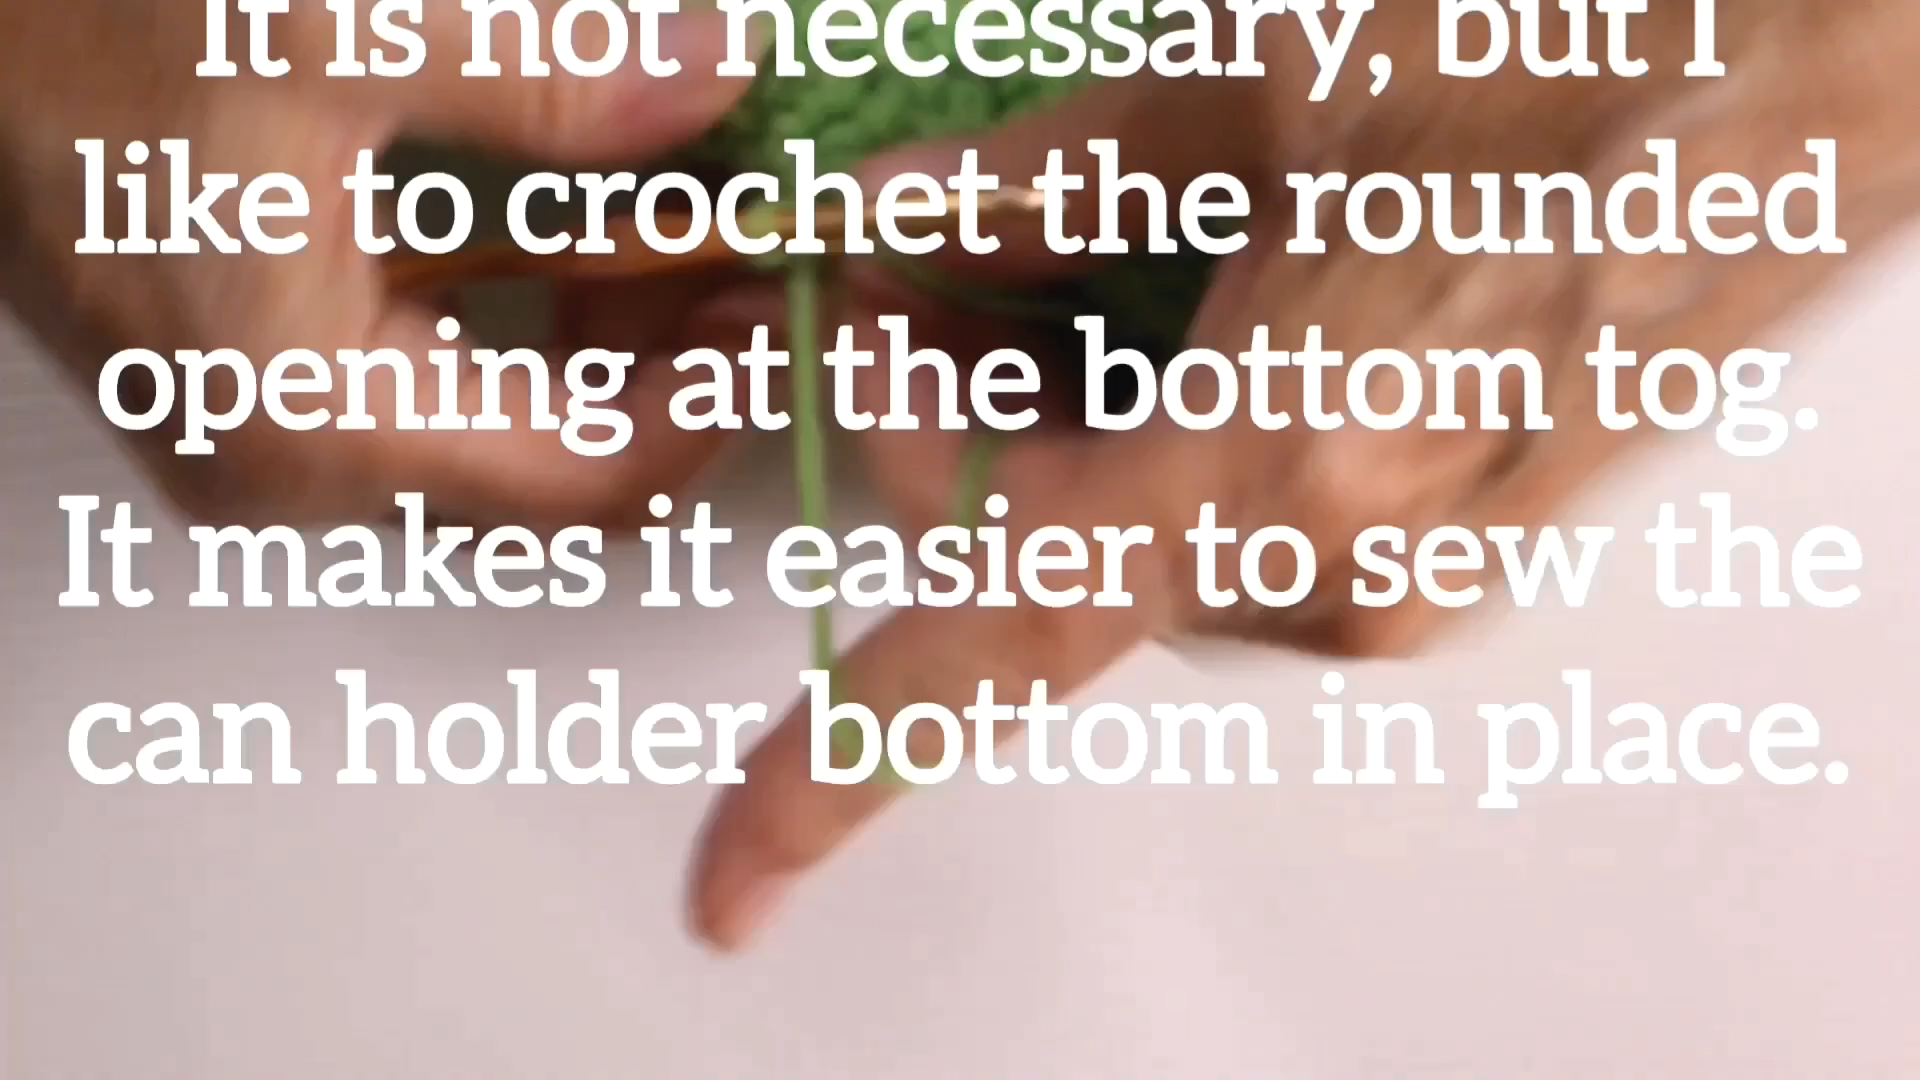 It is not necessary, but I
like to crochet the rounded
opening at the bottom tog.
It makes it easier to sew the
can holder bottom in place.